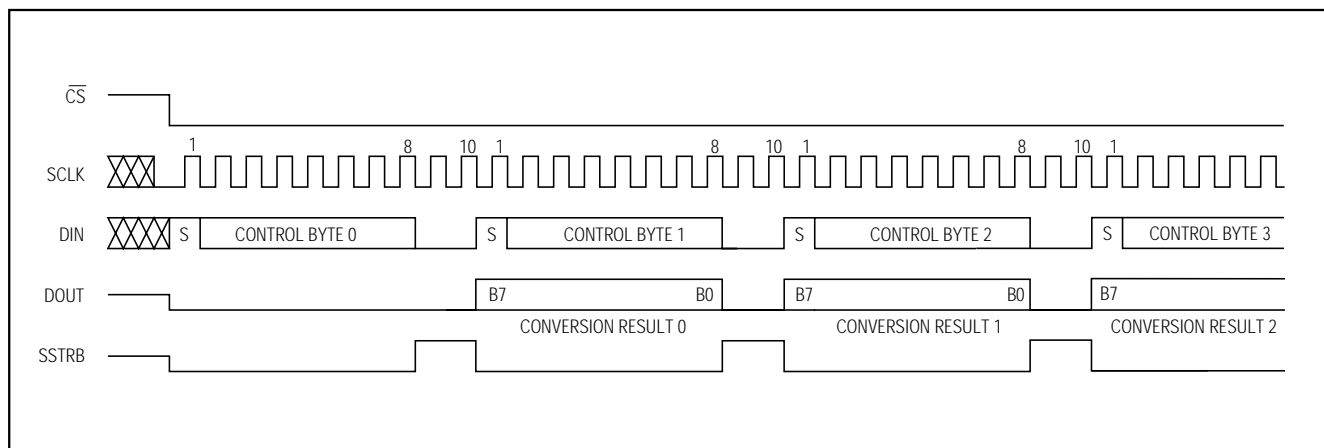 CS
1 8 10 1 8 10 1 8 10 1
SCLK
DIN S CONTROL BYTE 0 S CONTROL BYTE 1 S CONTROL BYTE 2 S CONTROL BYTE 3
DOUT B7 B0 B7 B0 B7
CONVERSION RESULT 0 CONVERSION RESULT 1 CONVERSION RESULT 2
SSTRB